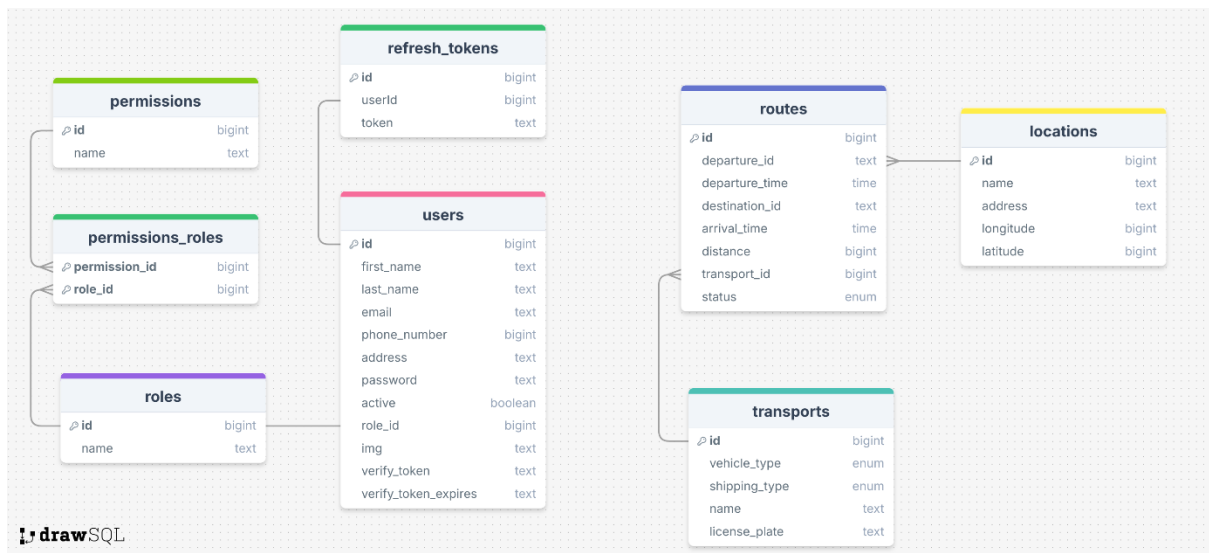 permissions
id bigint
name text
permissions_roles
permission_id bigint
role_id bigint
roles
id bigint
name text
refresh_tokens
id bigint
userId bigint
token text
users
id bigint
first_name text
last_name text
email text
phone_number bigint
address text
password text
active boolean
role_id bigint
img text
verify_token text
verify_token_expires text
routes
id bigint
departure_id text
departure_time time
destination_id text
arrival_time time
distance bigint
transport_id bigint
status enum
locations
id bigint
name text
address text
longitude bigint
latitude bigint
transports
id bigint
vehicle_type enum
shipping_type enum
name text
license_plate text
drawSQL